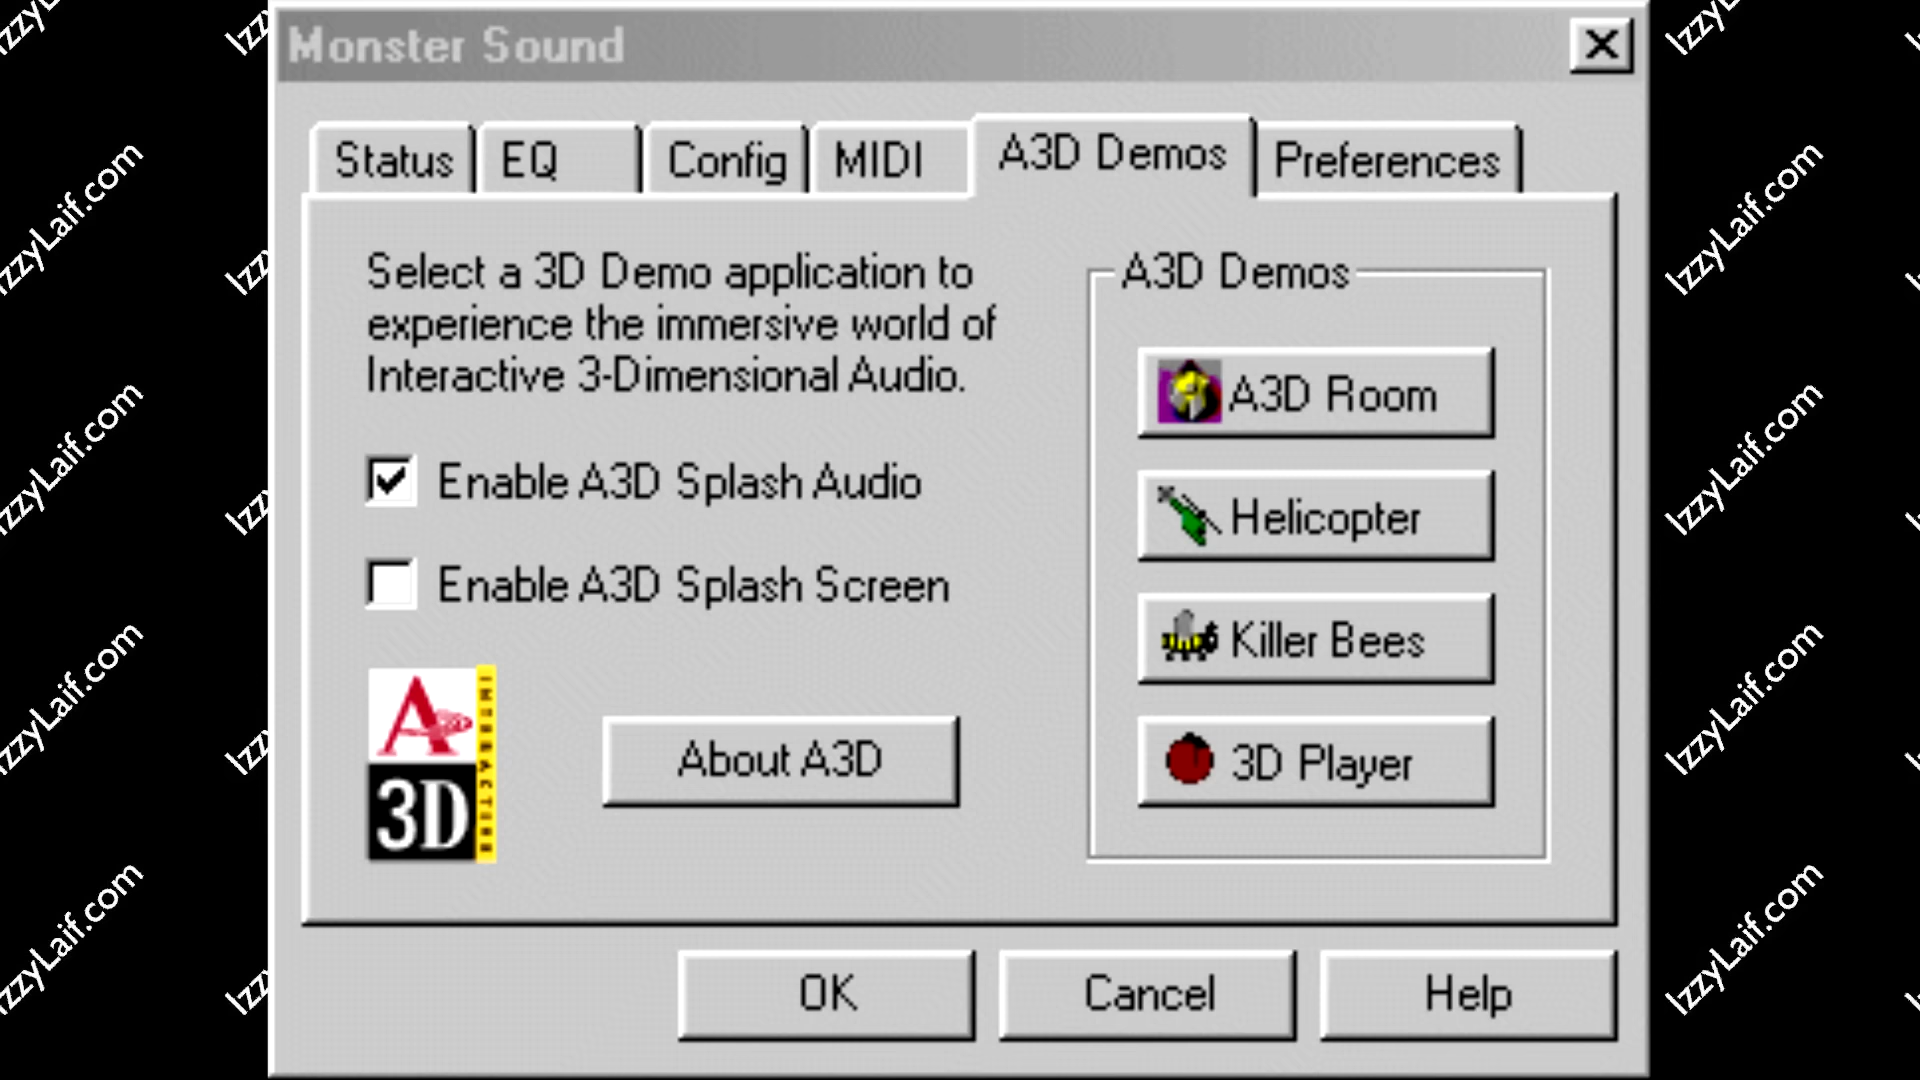 Monster Sound
Status EQ Config MIDI A3D Demos Preferences
Select a 3D Demo application to
experience the immersive world of
Interactive 3-Dimensional Audio.
Enable A3D Splash Audio
Enable A3D Splash Screen
A
3D
INTERACTIVE
About A3D
A3D Demos
A3D Room
Helicopter
Killer Bees
3D Player
OK Cancel Help
IzzyLaif.com
IzzyLaif.com
IzzyLaif.com
IzzyLaif.com
IzzyLaif.com
IzzyLaif.com
IzzyLaif.com
IzzyLaif.com